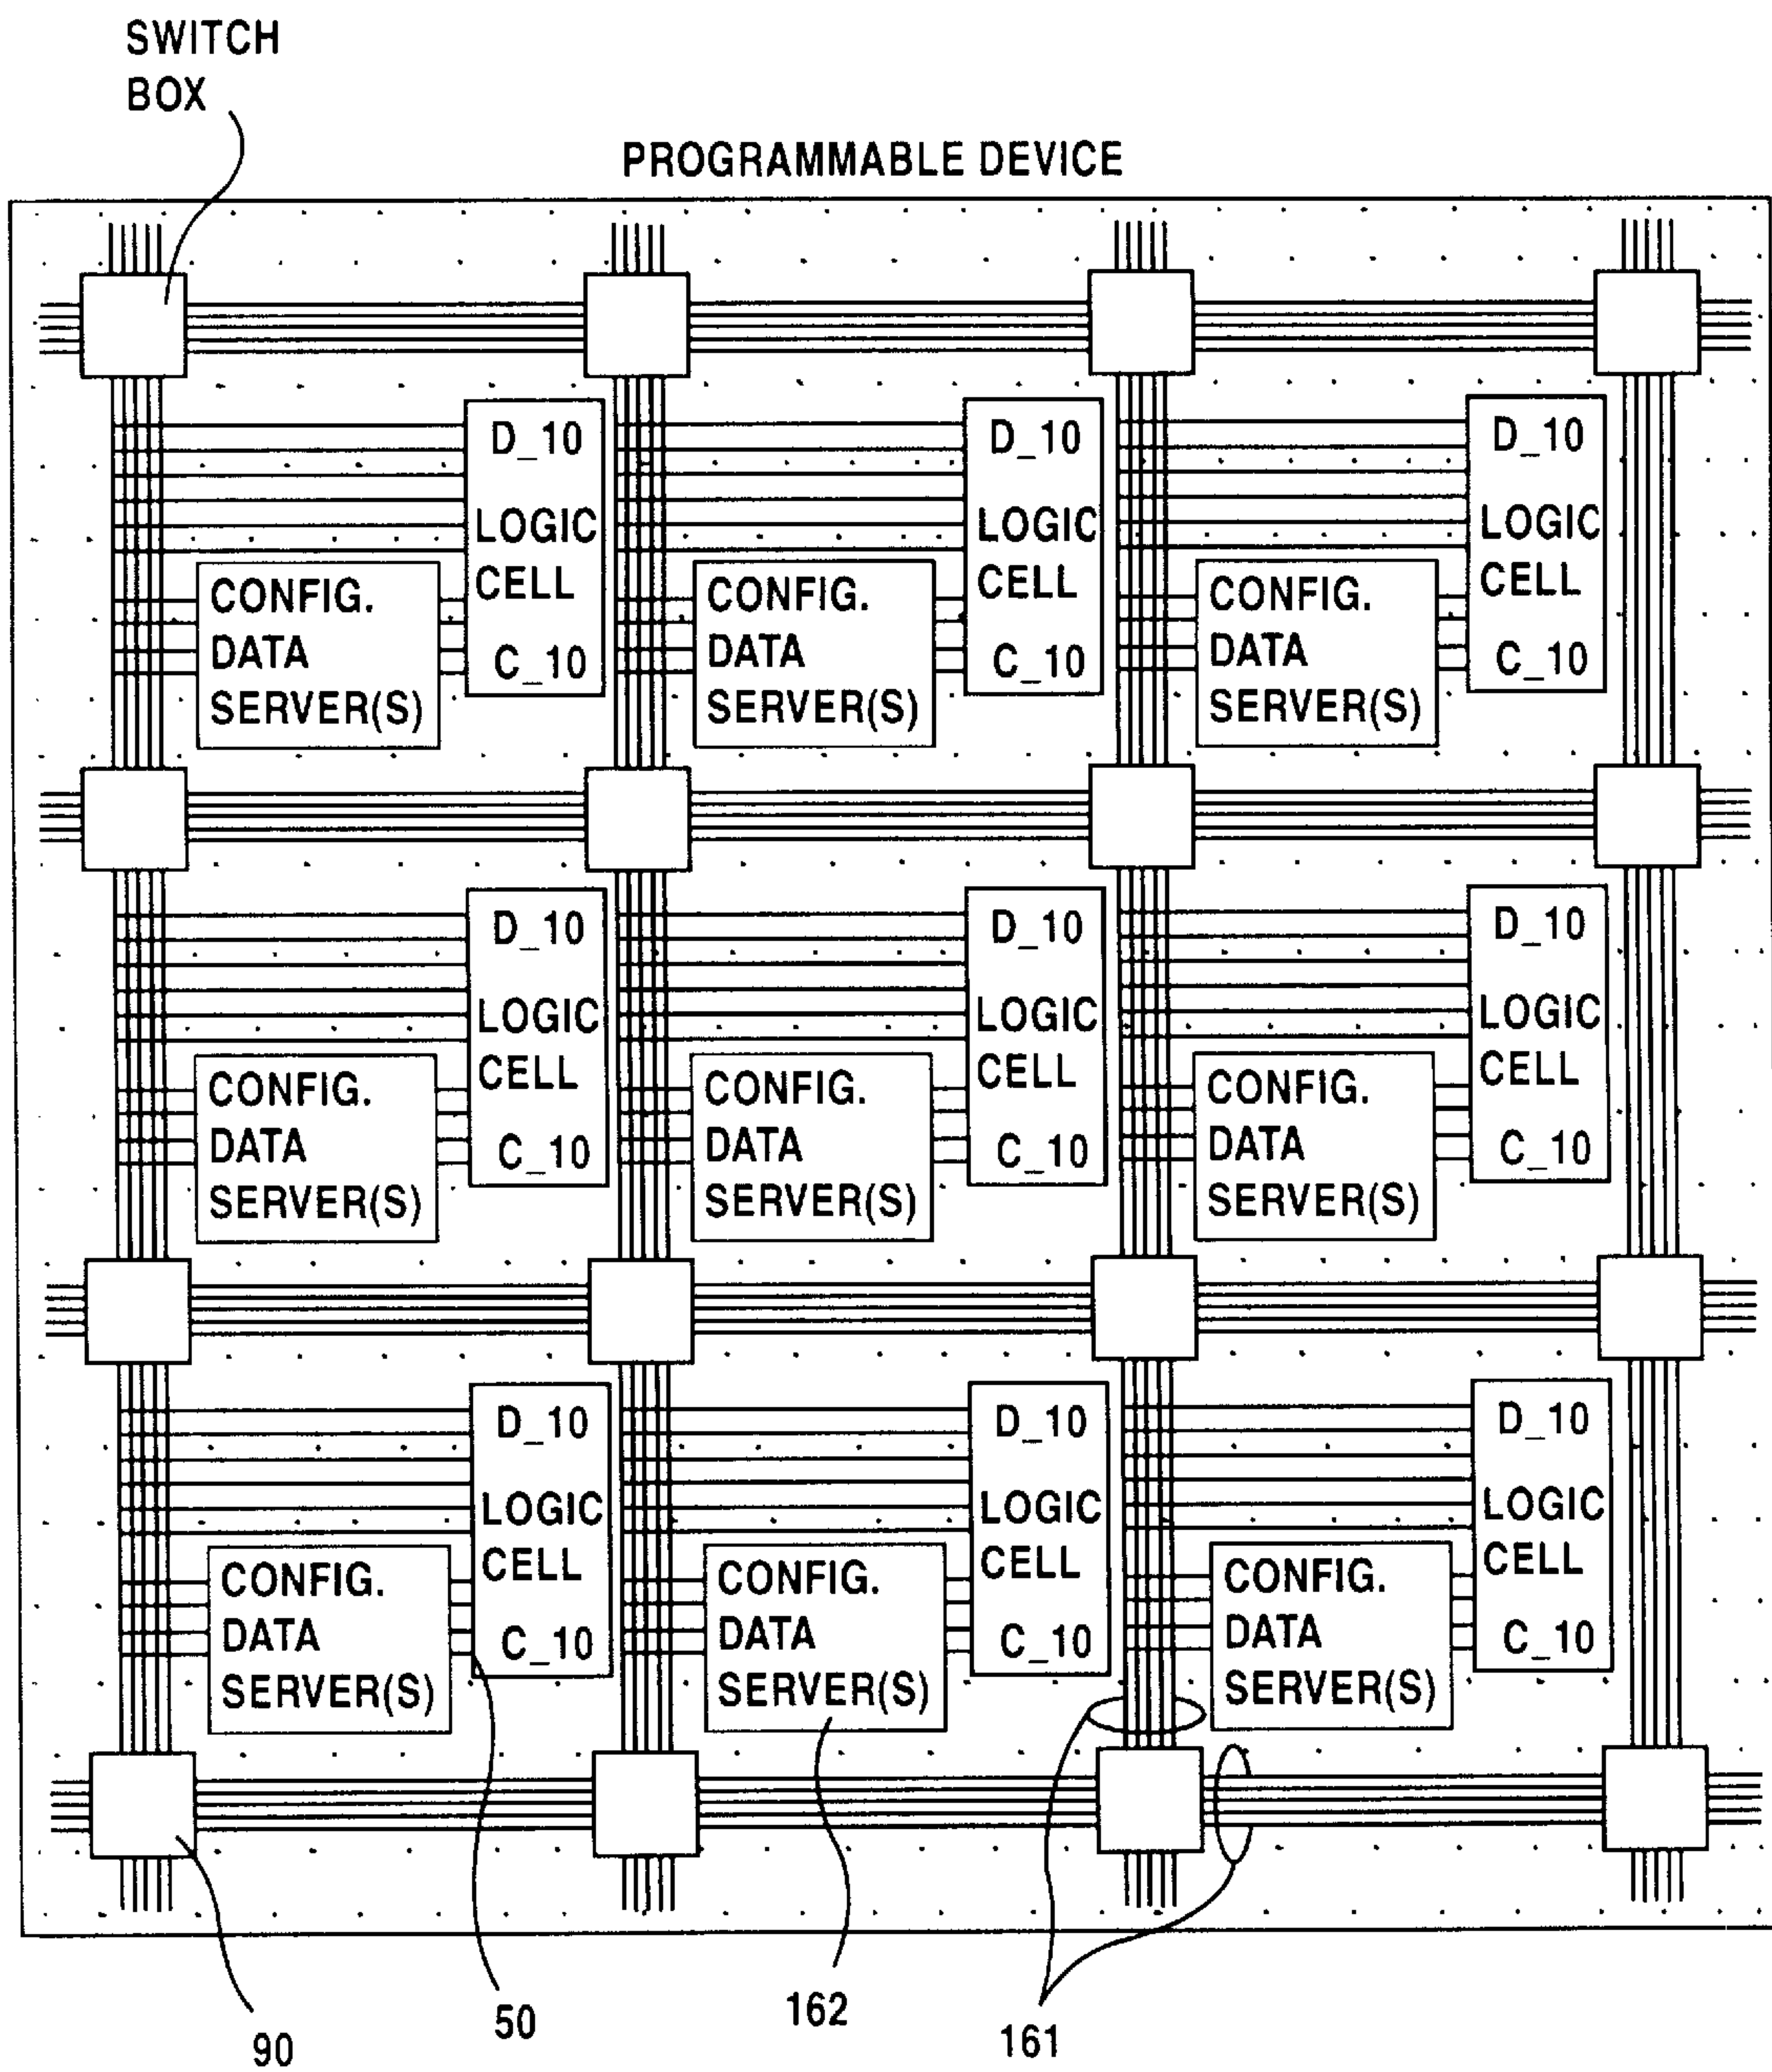 SWITCH
BOX
PROGRAMMABLE DEVICE
D_10
LOGIC
CELL
C_10
CONFIG.
DATA
SERVER(S)
D_10
LOGIC
CELL
C_10
CONFIG.
DATA
SERVER(S)
D_10
LOGIC
CELL
C_10
CONFIG.
DATA
SERVER(S)
D_10
LOGIC
CELL
C_10
CONFIG.
DATA
SERVER(S)
D_10
LOGIC
CELL
C_10
CONFIG.
DATA
SERVER(S)
D_10
LOGIC
CELL
C_10
CONFIG.
DATA
SERVER(S)
D_10
LOGIC
CELL
C_10
CONFIG.
DATA
SERVER(S)
D_10
LOGIC
CELL
C_10
CONFIG.
DATA
SERVER(S)
D_10
LOGIC
CELL
C_10
CONFIG.
DATA
SERVER(S)
90
50
162
161